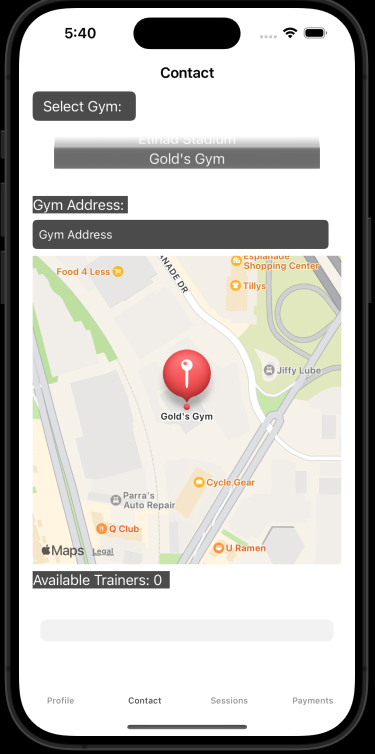 5:40
Contact
Select Gym:
Etihad Stadium
Gold's Gym
Gym Address:
Gym Address
Esplanade
Shopping Center
Food 4 Less
ANADE DR
Tillys
Jiffy Lube
Gold's Gym
Cycle Gear
Parra's
Auto Repair
Q Club
U Ramen
Maps
Legal
Available Trainers: 0
Profile
Contact
Sessions
Payments